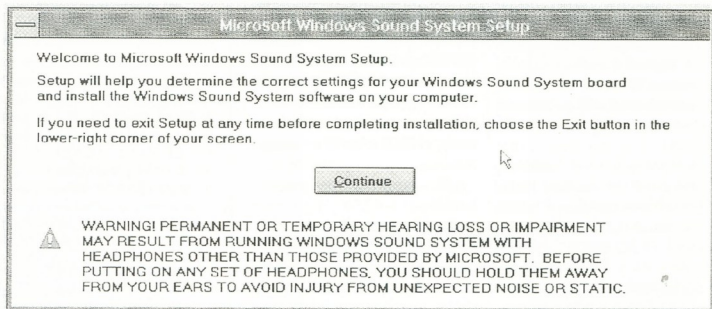 Microsoft Windows Sound System Setup
Welcome to Microsoft Windows Sound System Setup.
Setup will help you determine the correct settings for your Windows Sound System board
and install the Windows Sound System software on your computer.
If you need to exit Setup at any time before completing installation, choose the Exit button in the
lower-right corner of your screen.
Continue
WARNING! PERMANENT OR TEMPORARY HEARING LOSS OR IMPAIRMENT
MAY RESULT FROM RUNNING WINDOWS SOUND SYSTEM WITH
HEADPHONES OTHER THAN THOSE PROVIDED BY MICROSOFT. BEFORE
PUTTING ON ANY SET OF HEADPHONES, YOU SHOULD HOLD THEM AWAY
FROM YOUR EARS TO AVOID INJURY FROM UNEXPECTED NOISE OR STATIC.